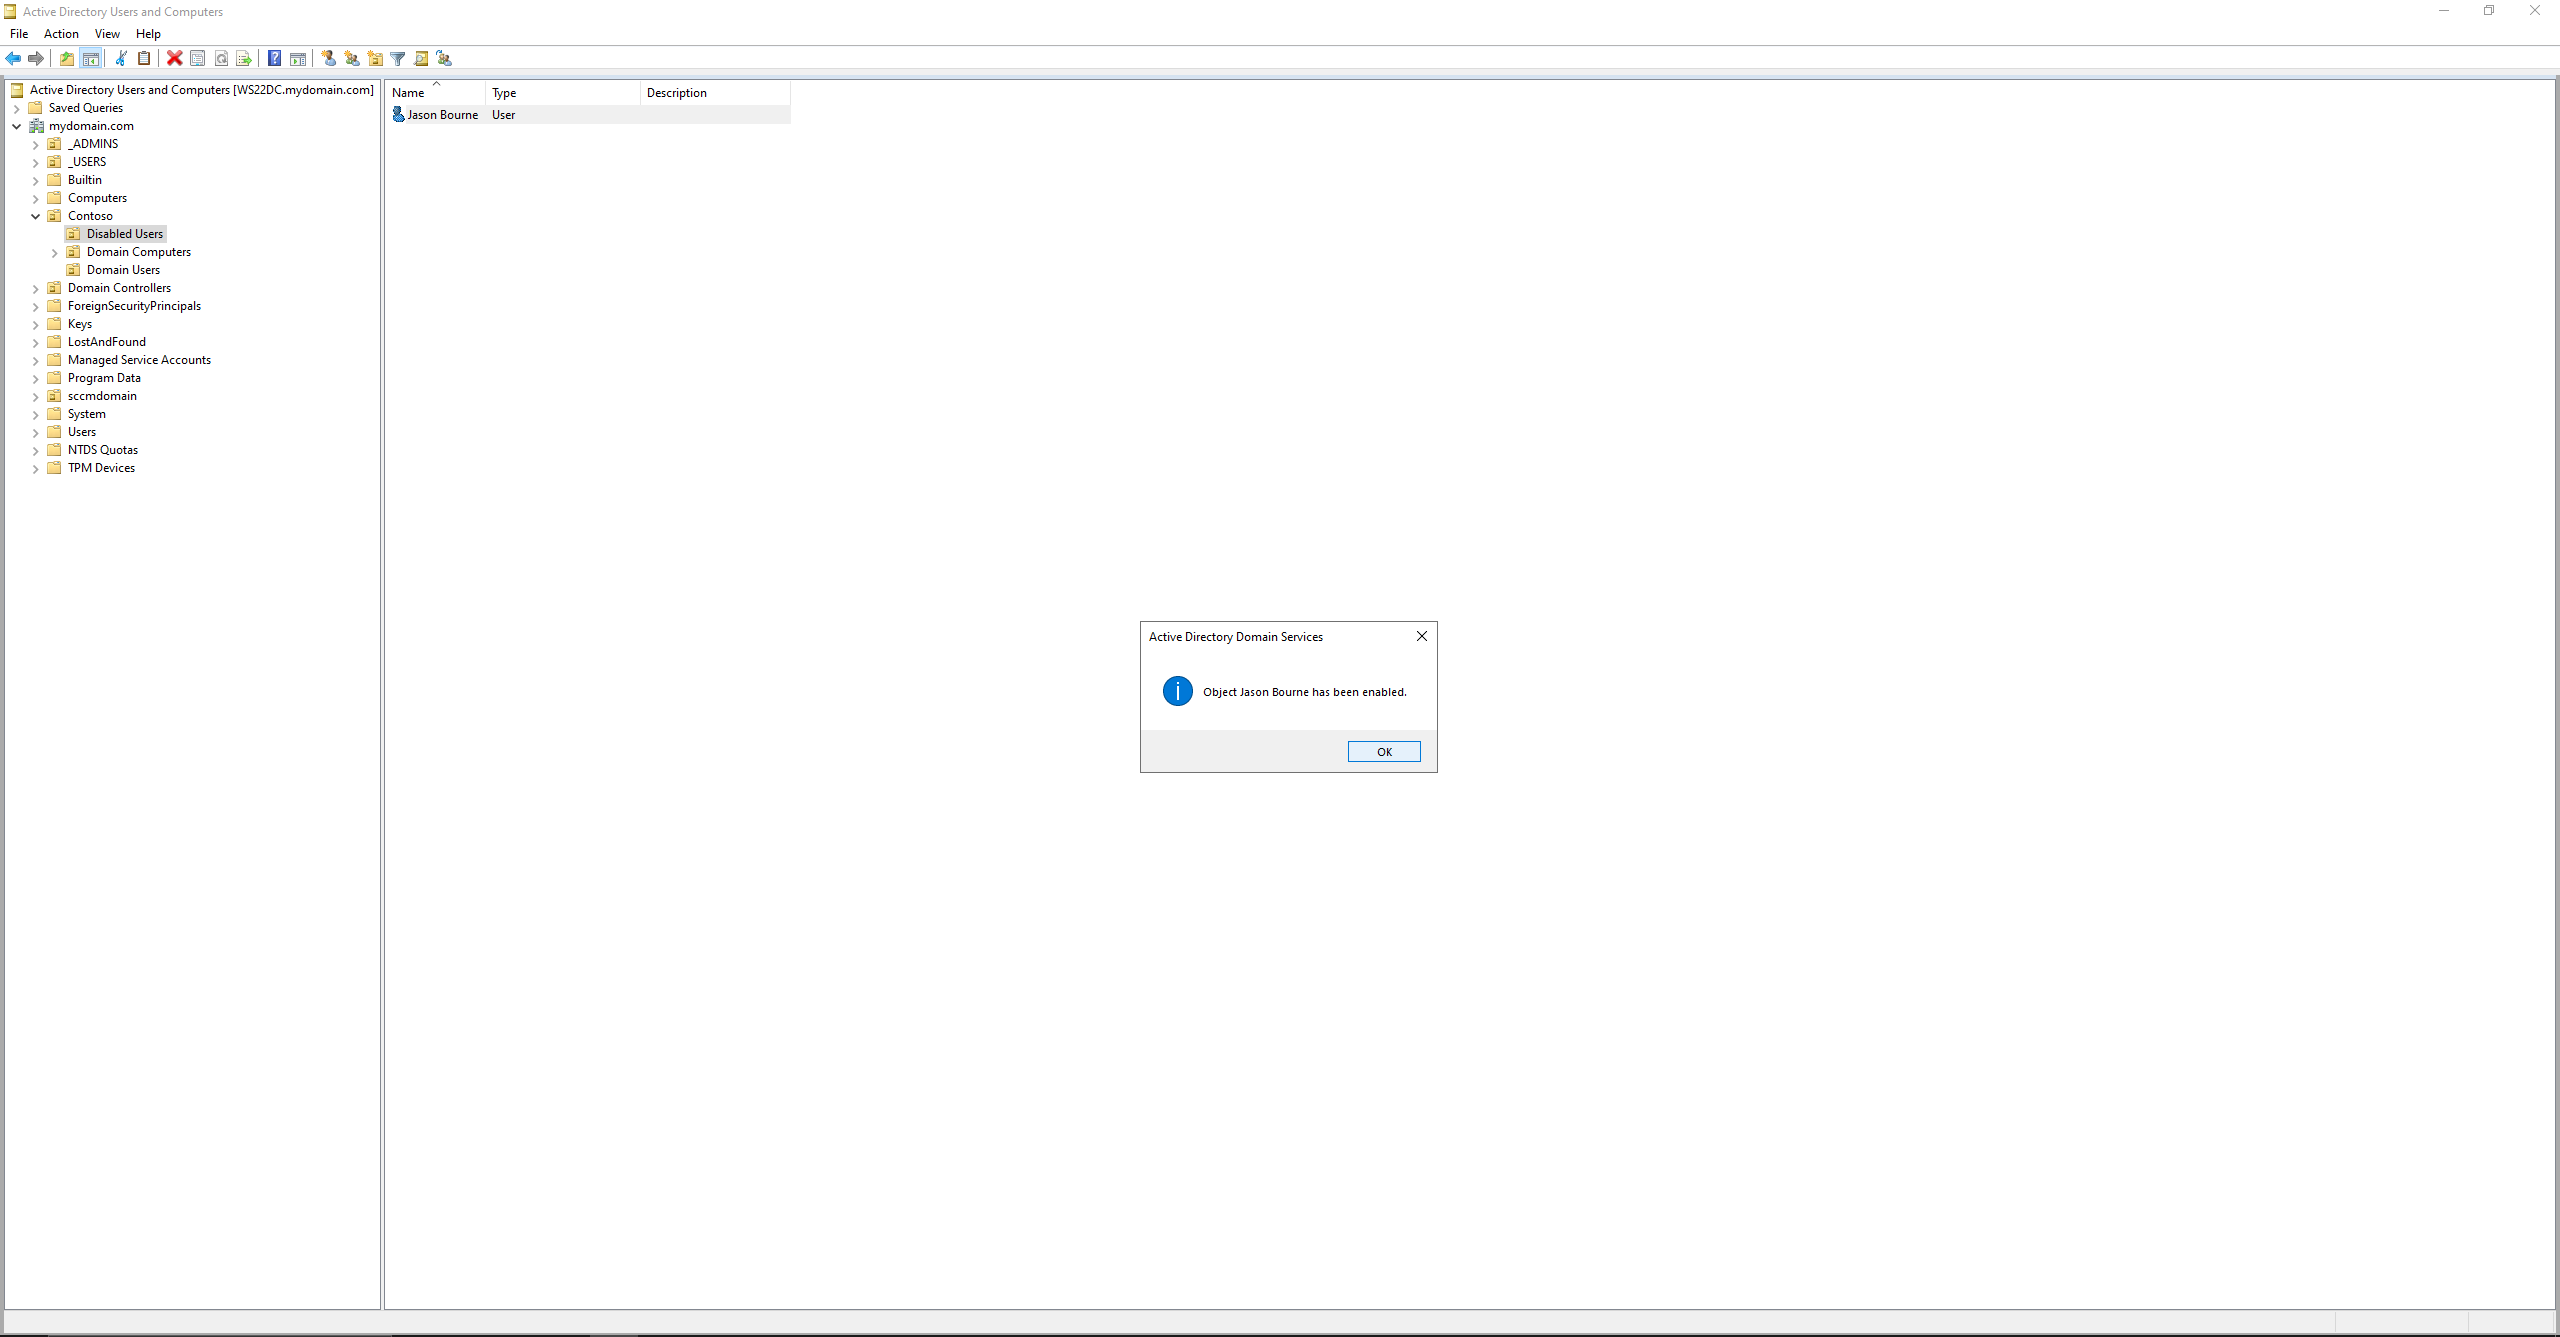 Active Directory Users and Computers
File Action View Help
Active Directory Users and Computers [WS22DC.mydomain.com]
Saved Queries
mydomain.com
_ADMINS
_USERS
Builtin
Computers
Contoso
Disabled Users
Domain Computers
Domain Users
Domain Controllers
ForeignSecurityPrincipals
Keys
LostAndFound
Managed Service Accounts
Program Data
sccmdomain
System
Users
NTDS Quotas
TPM Devices
Name Type Description
Jason Bourne User
Active Directory Domain Services
Object Jason Bourne has been enabled.
OK